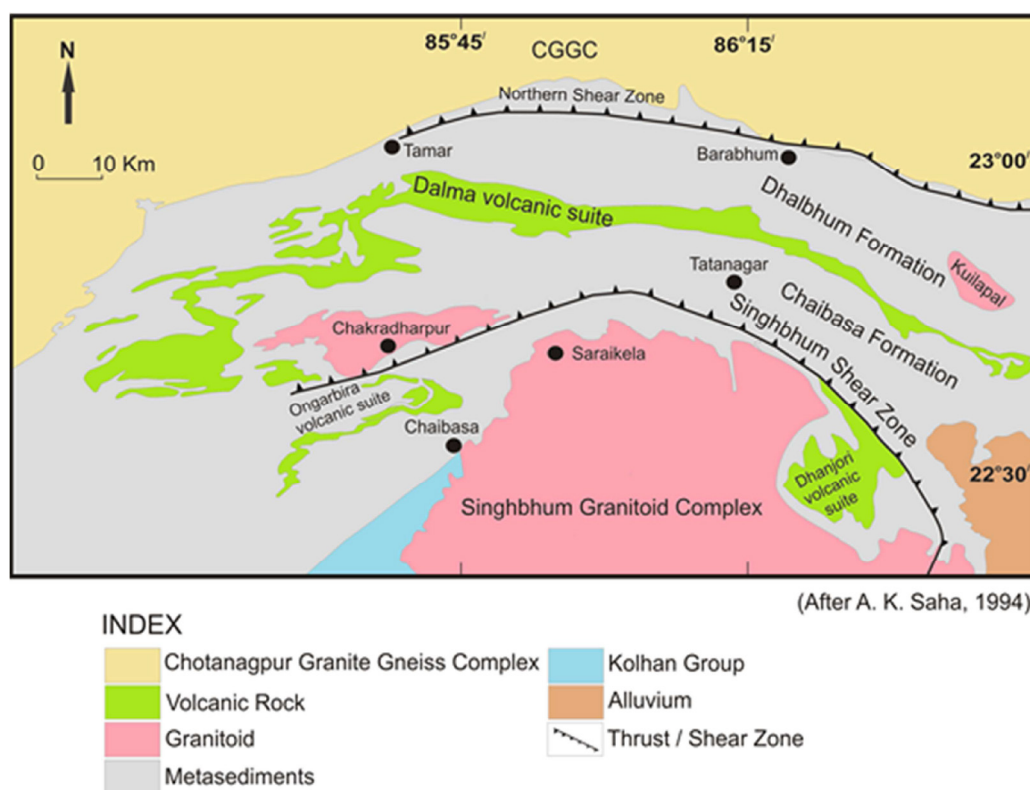 85°45'
86°15'
CGGC
N
Northern Shear Zone
0 10 Km
Tamar
Barabhum
23°00'
Dalma volcanic suite
Dhalbhum Formation
Kuilapal
Tatanagar
Chaibasa Formation
Singhbhum Shear Zone
Chakradharpur
Saraikela
Ongarbira
volcanic suite
Chaibasa
22°30'
Dhanjori
volcanic
suite
Singhbhum Granitoid Complex
(After A. K. Saha, 1994)
INDEX
Chotanagpur Granite Gneiss Complex
Volcanic Rock
Granitoid
Metasediments
Kolhan Group
Alluvium
Thrust / Shear Zone